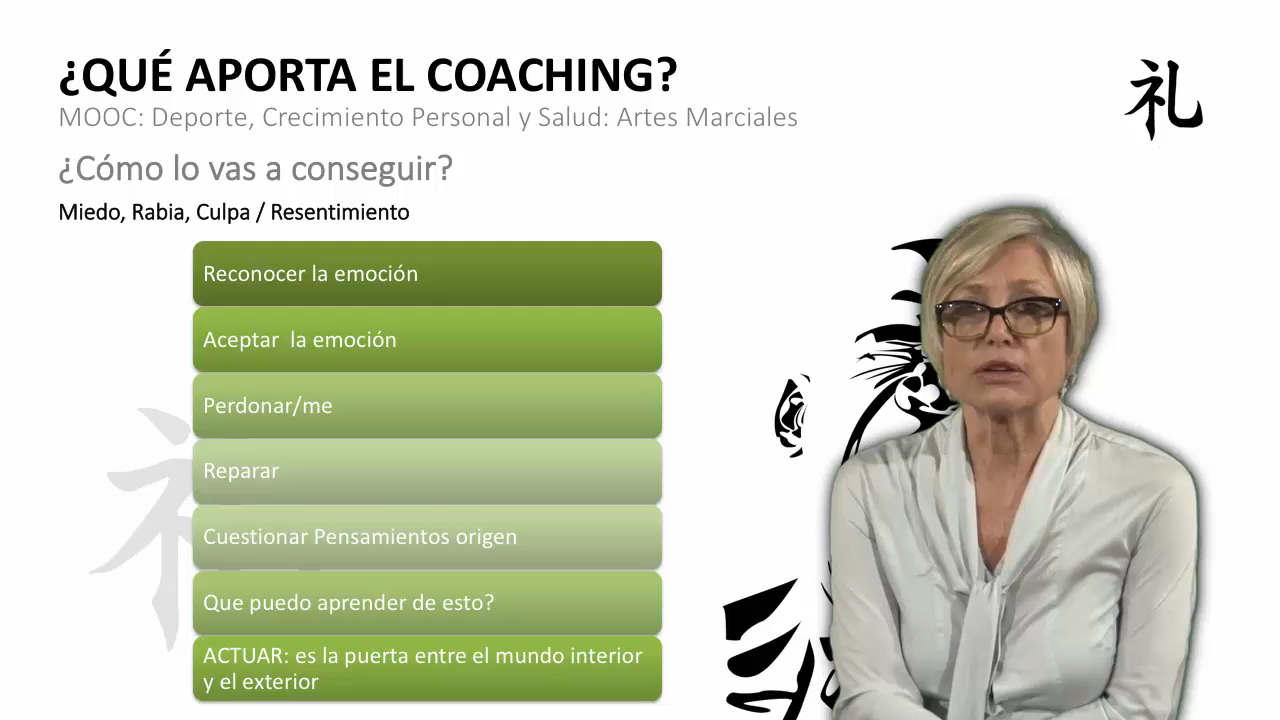 ¿QUÉ APORTA EL COACHING?
MOOC: Deporte, Crecimiento Personal y Salud: Artes Marciales
礼
¿Cómo lo vas a conseguir?
Miedo, Rabia, Culpa / Resentimiento
Reconocer la emoción
Aceptar  la emoción
Perdonar/me
Reparar
Cuestionar Pensamientos origen
Que puedo aprender de esto?
ACTUAR: es la puerta entre el mundo interior
y el exterior
礼